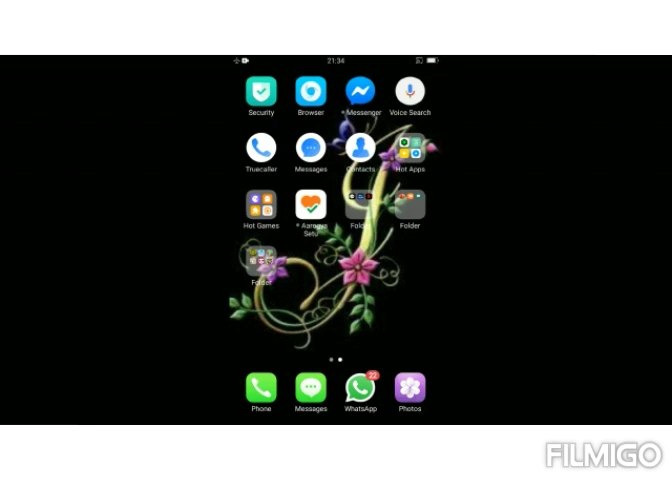 21:34
Security Browser * Messenger Voice Search
Truecaller Messages Contacts Hot Apps
Hot Games * Aarogya Setu Folder Folder
Folder
22
Phone Messages WhatsApp Photos
FILMIGO